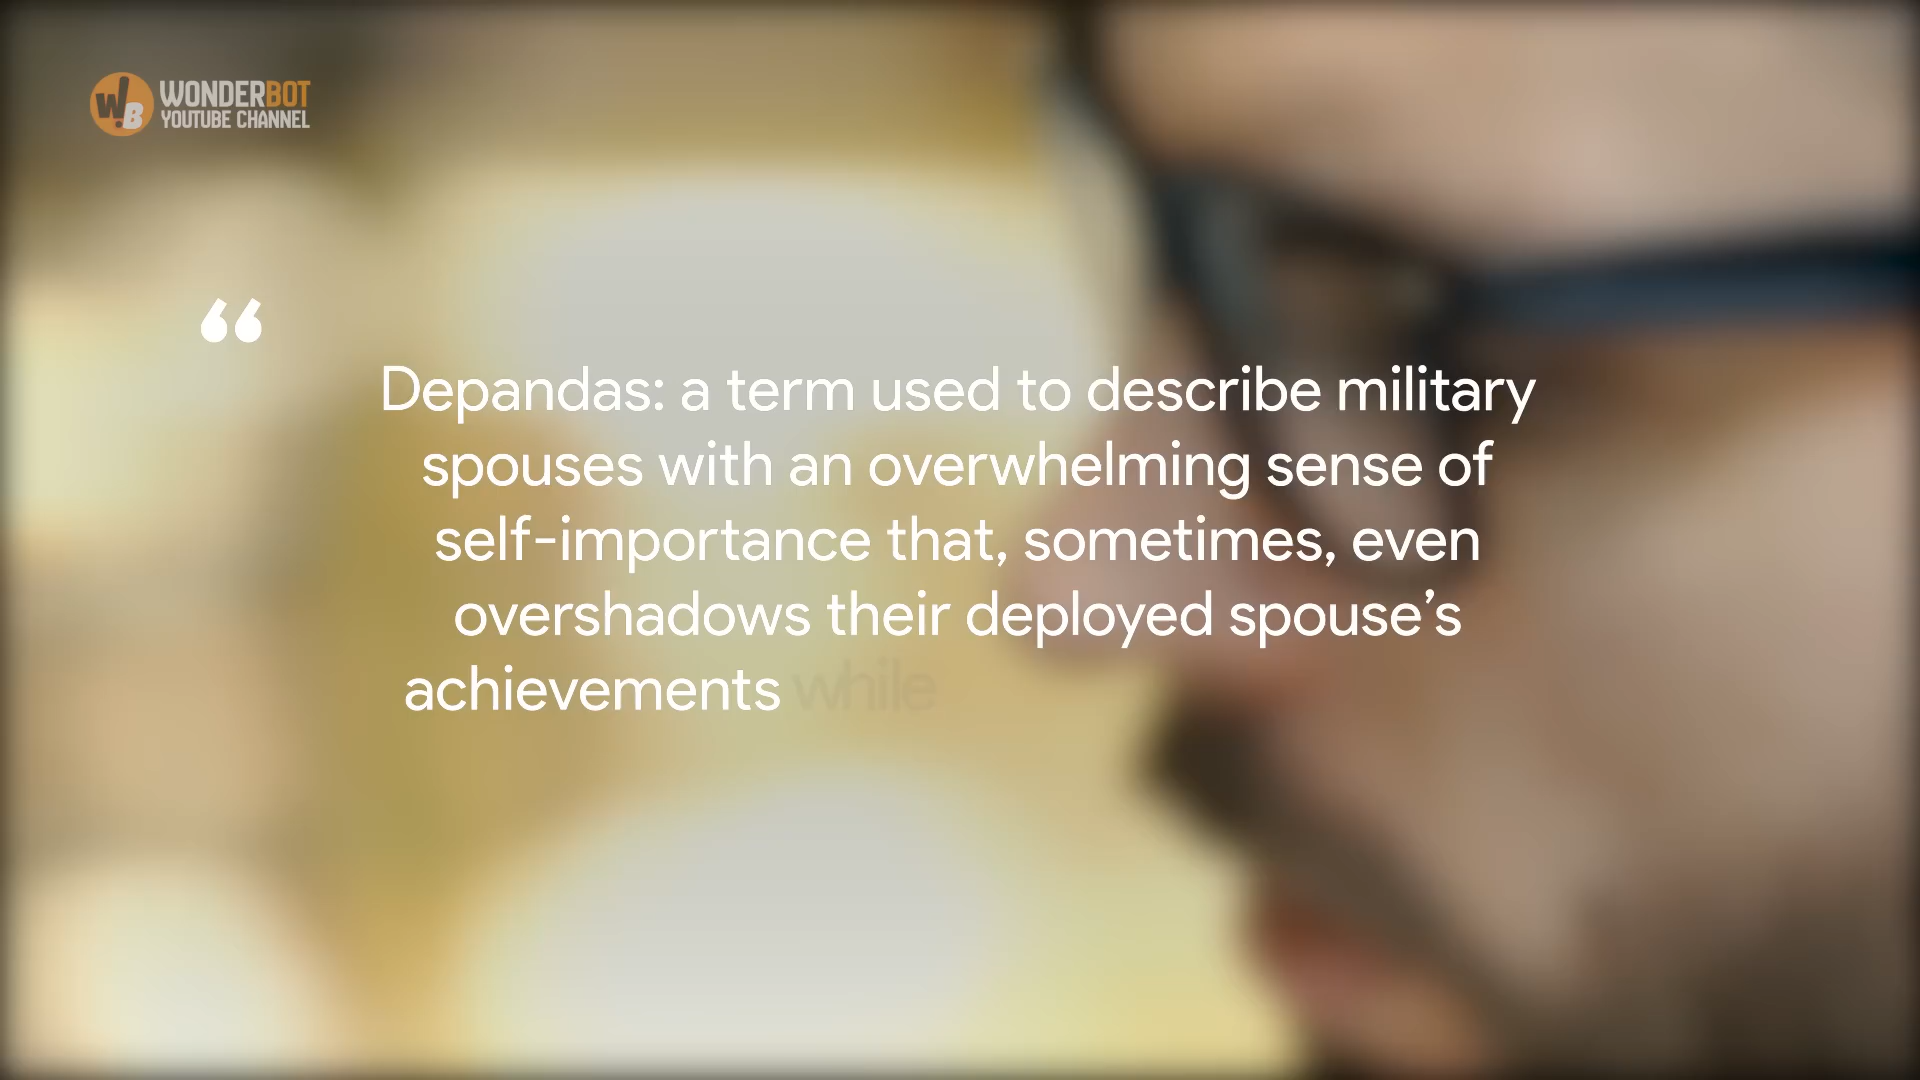 W!B WONDERBOT
YOUTUBE CHANNEL
“
Depandas: a term used to describe military
spouses with an overwhelming sense of
self-importance that, sometimes, even
overshadows their deployed spouse’s
achievements while